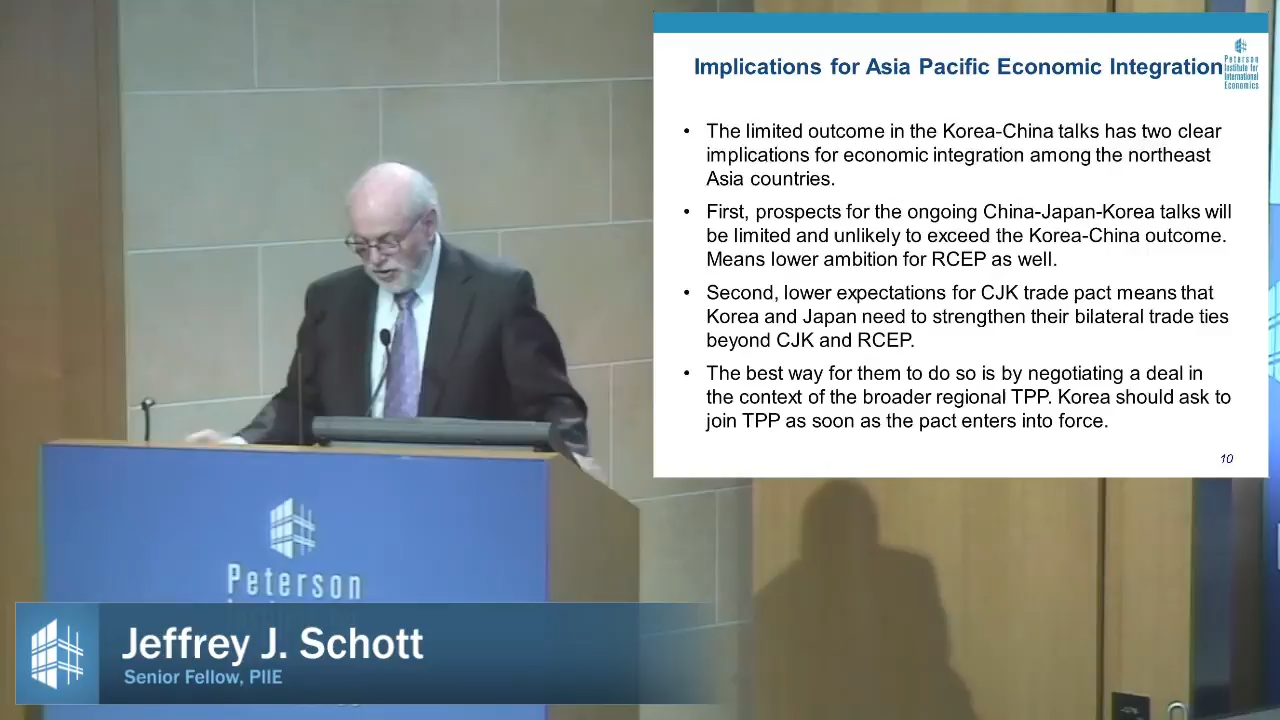 Implications for Asia Pacific Economic Integration
Peterson
Institute for
International
Economics
• The limited outcome in the Korea-China talks has two clear
implications for economic integration among the northeast
Asia countries.
• First, prospects for the ongoing China-Japan-Korea talks will
be limited and unlikely to exceed the Korea-China outcome.
Means lower ambition for RCEP as well.
• Second, lower expectations for CJK trade pact means that
Korea and Japan need to strengthen their bilateral trade ties
beyond CJK and RCEP.
• The best way for them to do so is by negotiating a deal in
the context of the broader regional TPP. Korea should ask to
join TPP as soon as the pact enters into force.
10
Peterson
Jeffrey J. Schott
Senior Fellow, PIIE